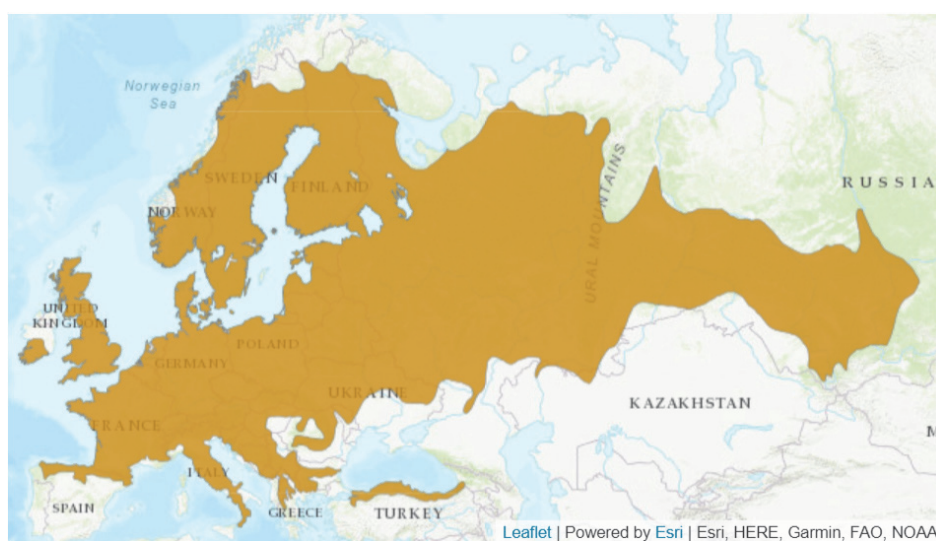 Norwegian
Sea
SWEDEN
FINLAND
NORWAY
RUSSIA
URAL MOUNTAINS
UNITED
KINGDOM
POLAND
GERMANY
UKRAINE
FRANCE
KAZAKHSTAN
M
ITALY
SPAIN
GREECE
TURKEY
Leaflet | Powered by Esri | Esri, HERE, Garmin, FAO, NOAA